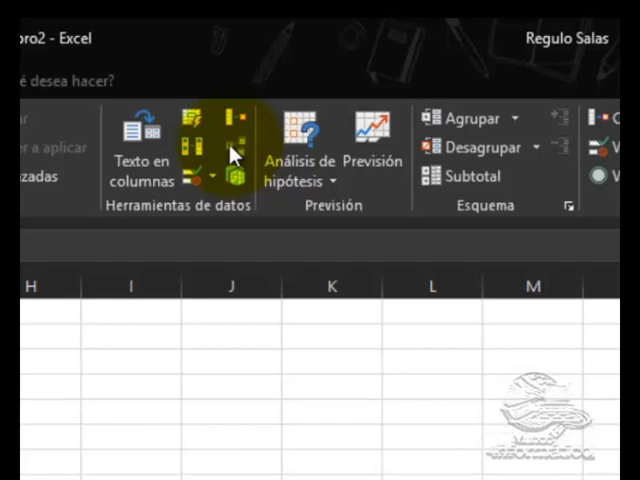 oro2 - Excel
Regulo Salas
é desea hacer?
ar
er a aplicar
zadas
Texto en
columnas
Herramientas de datos
Análisis de
hipótesis
Previsión
Previsión
Agrupar
Desagrupar
Subtotal
Esquema
H I J K L M